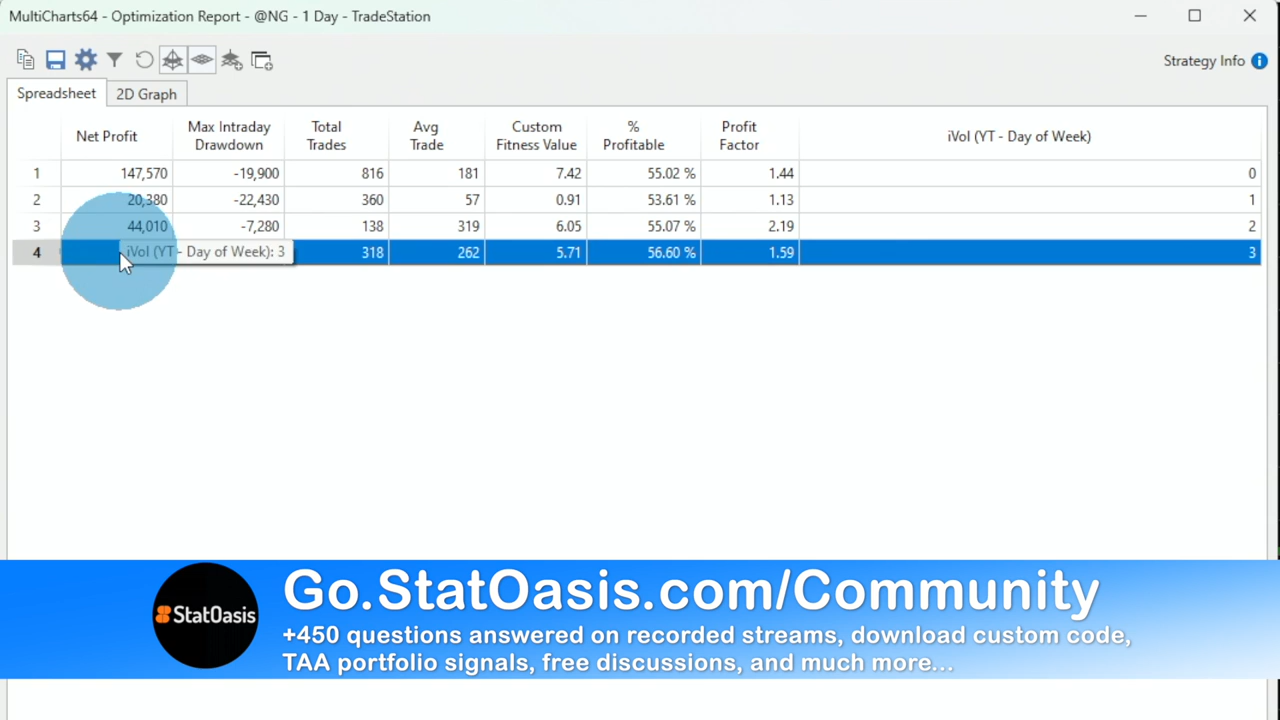 MultiCharts64 - Optimization Report - @NG - 1 Day - TradeStation
Strategy Info
Spreadsheet 2D Graph
Net Profit Max Intraday Drawdown Total Trades Avg Trade Custom Fitness Value % Profitable Profit Factor iVol (YT - Day of Week)
1 147,570 -19,900 816 181 7.42 55.02 % 1.44 0
2 20,380 -22,430 360 57 0.91 53.61 % 1.13 1
3 44,010 -7,280 138 319 6.05 55.07 % 2.19 2
4 iVol (YT - Day of Week): 3 318 262 5.71 56.60 % 1.59 3
StatOasis
Go.StatOasis.com/Community
+450 questions answered on recorded streams, download custom code,
TAA portfolio signals, free discussions, and much more...